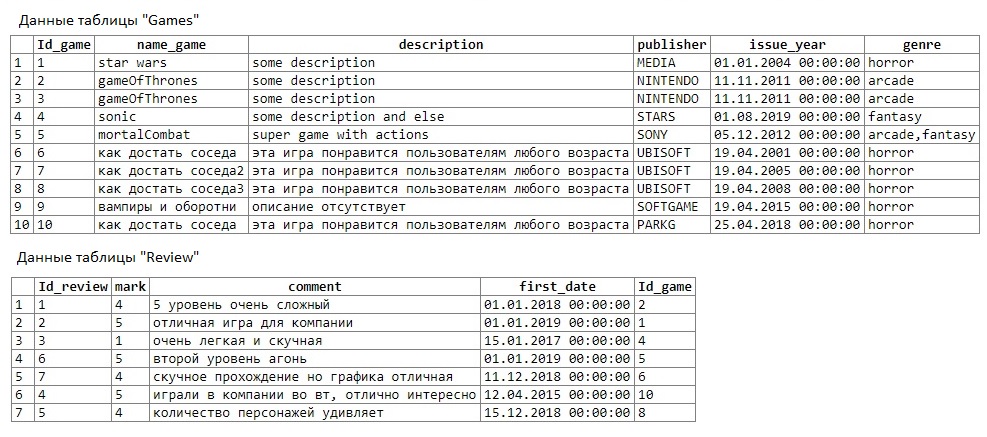 Данные таблицы "Games"
Id_game name_game description publisher issue_year genre
1 1 star wars some description MEDIA 01.01.2004 00:00:00 horror
2 2 gameOfThrones some description NINTENDO 11.11.2011 00:00:00 arcade
3 3 gameOfThrones some description NINTENDO 11.11.2011 00:00:00 arcade
4 4 sonic some description and else STARS 01.08.2019 00:00:00 fantasy
5 5 mortalCombat super game with actions SONY 05.12.2012 00:00:00 arcade,fantasy
6 6 как достать соседа эта игра понравится пользователям любого возраста UBISOFT 19.04.2001 00:00:00 horror
7 7 как достать соседа2 эта игра понравится пользователям любого возраста UBISOFT 19.04.2005 00:00:00 horror
8 8 как достать соседа3 эта игра понравится пользователям любого возраста UBISOFT 19.04.2008 00:00:00 horror
9 9 вампиры и оборотни описание отсутствует SOFTGAME 19.04.2015 00:00:00 horror
10 10 как достать соседа эта игра понравится пользователям любого возраста PARKG 25.04.2018 00:00:00 horror
Данные таблицы "Review"
Id_review mark comment first_date Id_game
1 1 4 5 уровень очень сложный 01.01.2018 00:00:00 2
2 2 5 отличная игра для компании 01.01.2019 00:00:00 1
3 3 1 очень легкая и скучная 15.01.2017 00:00:00 4
4 6 5 второй уровень агонь 01.01.2019 00:00:00 5
5 7 4 скучное прохождение но графика отличная 11.12.2018 00:00:00 6
6 4 5 играли в компании во вт, отлично интересно 12.04.2015 00:00:00 10
7 5 4 количество персонажей удивляет 15.12.2018 00:00:00 8